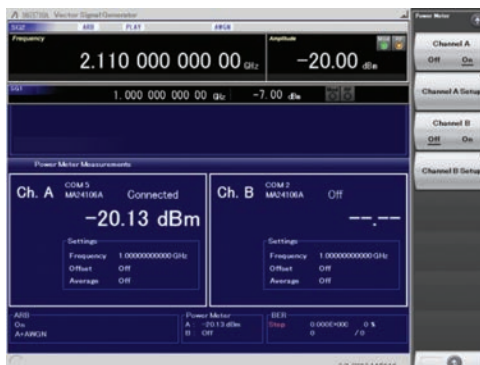 Vector Signal Generator
SG2 ARB PLAY AWGN
Frequency Amplitude
2.110 000 000 00 GHz -20.00 dBm
SG1 1.000 000 000 00 GHz -7.00 dBm
Power Meter Measurements
Ch. A COM 5 MA24106A Connected
-20.13 dBm
Settings
Frequency 1.00000000000 GHz
Offset Off
Average Off
Ch. B COM 2 MA24106A Off
--.--
Settings
Frequency 1.00000000000 GHz
Offset Off
Average Off
ARB
On
A+AWGN
Power Meter
A : -20.13 dBm
B : Off
BER
Stop 0.000E+000 0 %
0 / 0
Power Meter
Channel A
Off On
Channel A Setup
Channel B
Off On
Channel B Setup